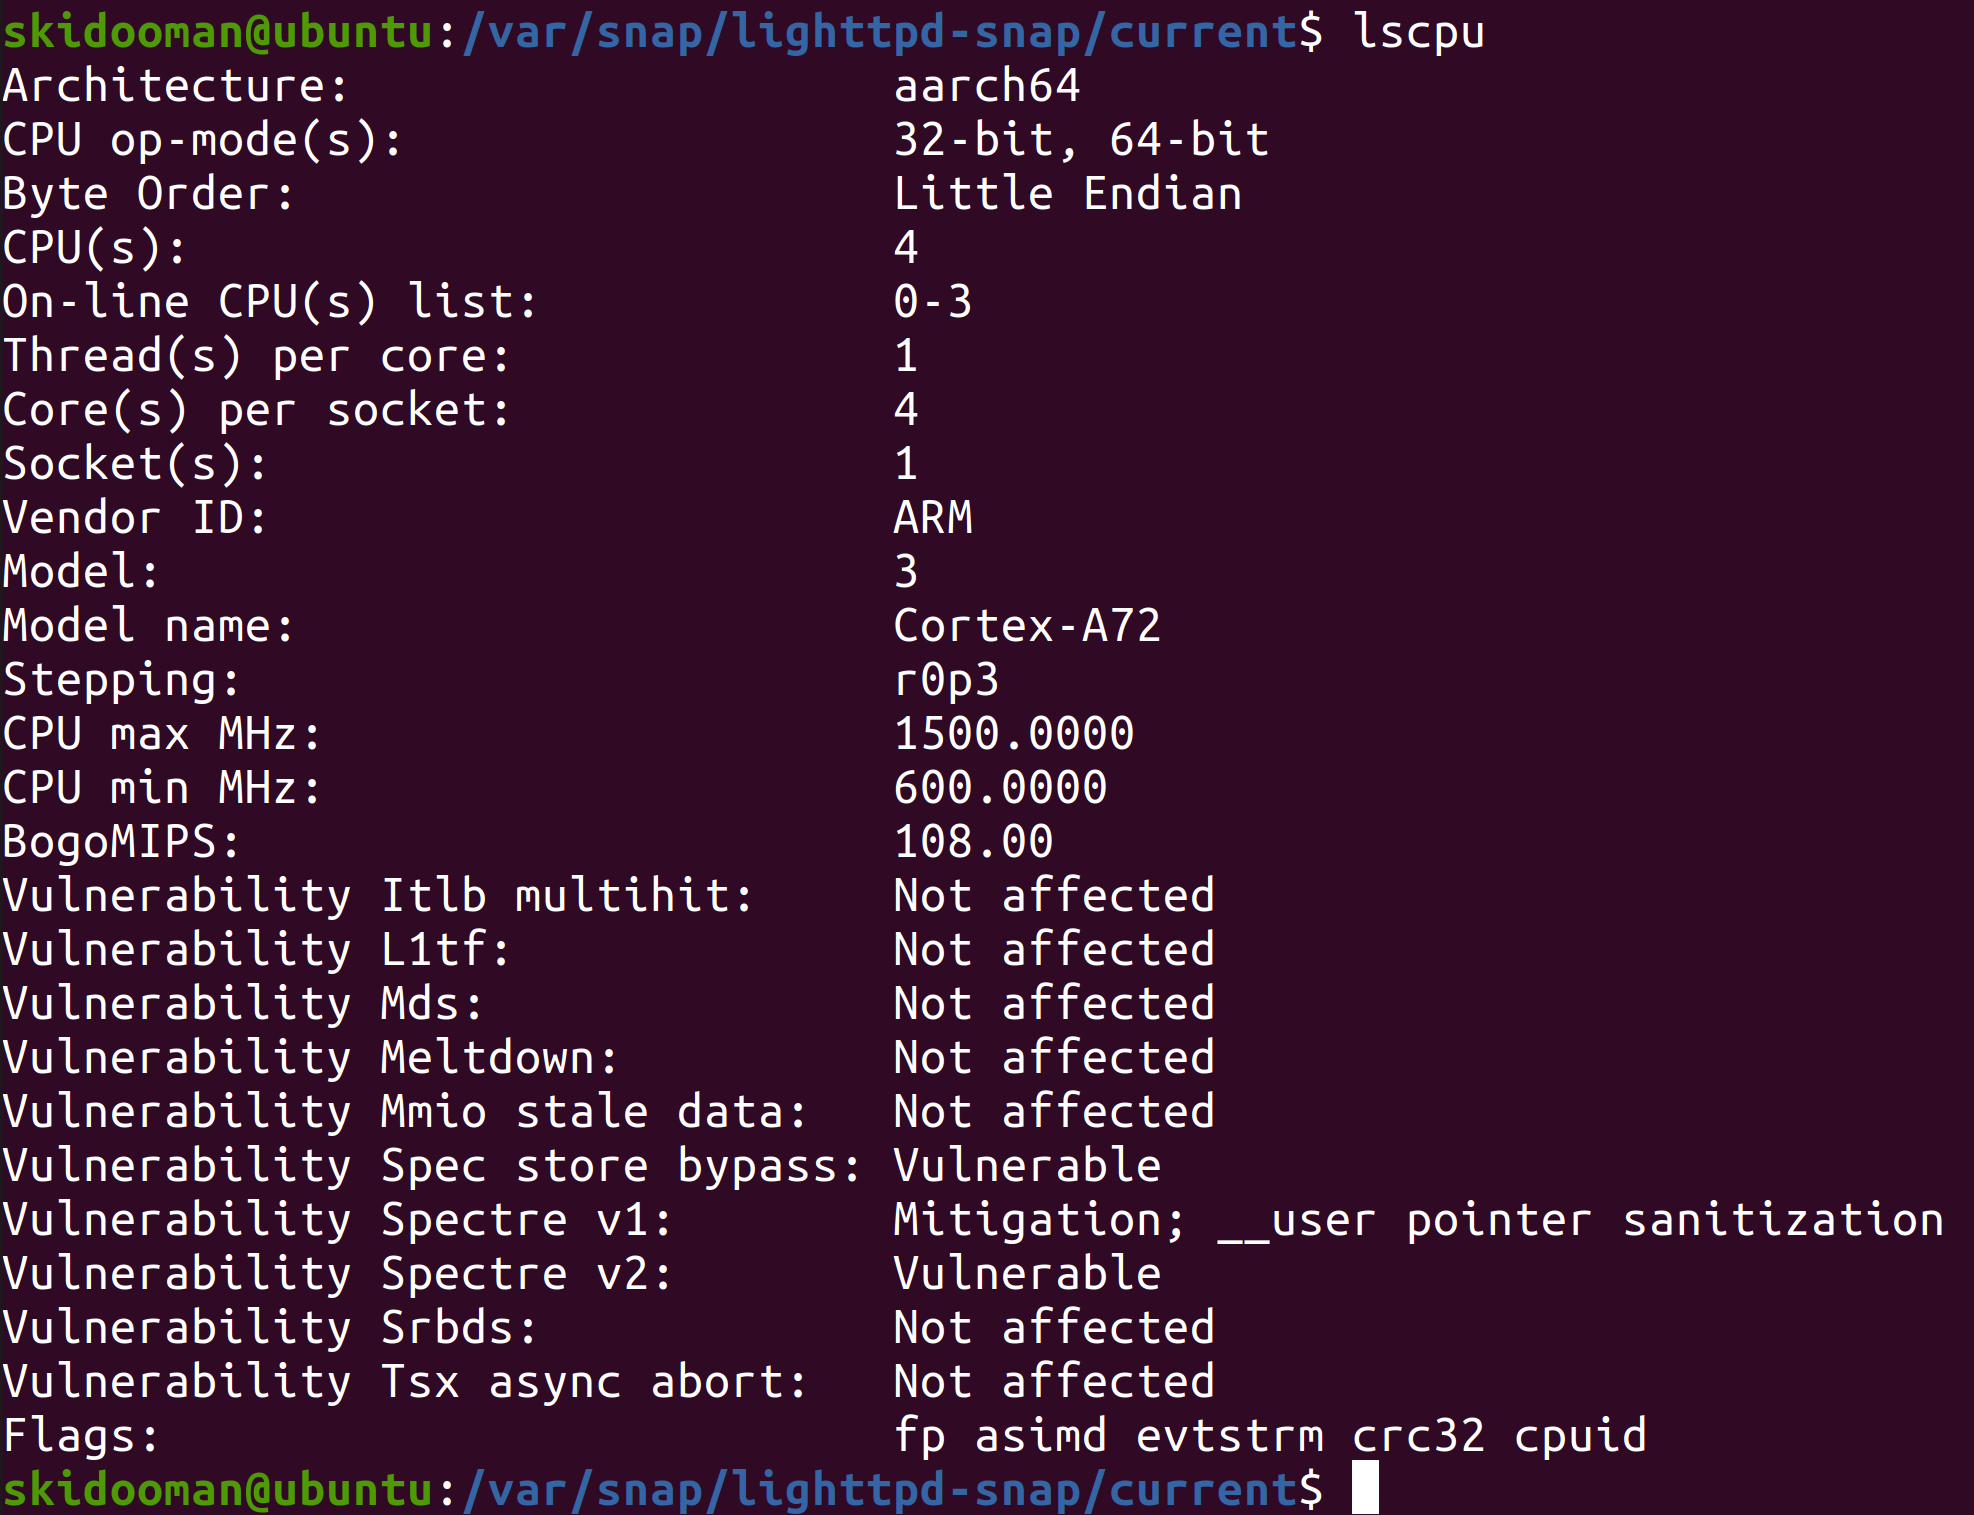 skidooman@ubuntu:/var/snap/lighttpd-snap/current$ lscpu
Architecture:                    aarch64
CPU op-mode(s):                  32-bit, 64-bit
Byte Order:                      Little Endian
CPU(s):                          4
On-line CPU(s) list:             0-3
Thread(s) per core:              1
Core(s) per socket:              4
Socket(s):                       1
Vendor ID:                       ARM
Model:                           3
Model name:                      Cortex-A72
Stepping:                        r0p3
CPU max MHz:                     1500.0000
CPU min MHz:                     600.0000
BogoMIPS:                        108.00
Vulnerability Itlb multihit:     Not affected
Vulnerability L1tf:              Not affected
Vulnerability Mds:               Not affected
Vulnerability Meltdown:          Not affected
Vulnerability Mmio stale data:   Not affected
Vulnerability Spec store bypass: Vulnerable
Vulnerability Spectre v1:        Mitigation; __user pointer sanitization
Vulnerability Spectre v2:        Vulnerable
Vulnerability Srbds:             Not affected
Vulnerability Tsx async abort:   Not affected
Flags:                           fp asimd evtstrm crc32 cpuid
skidooman@ubuntu:/var/snap/lighttpd-snap/current$